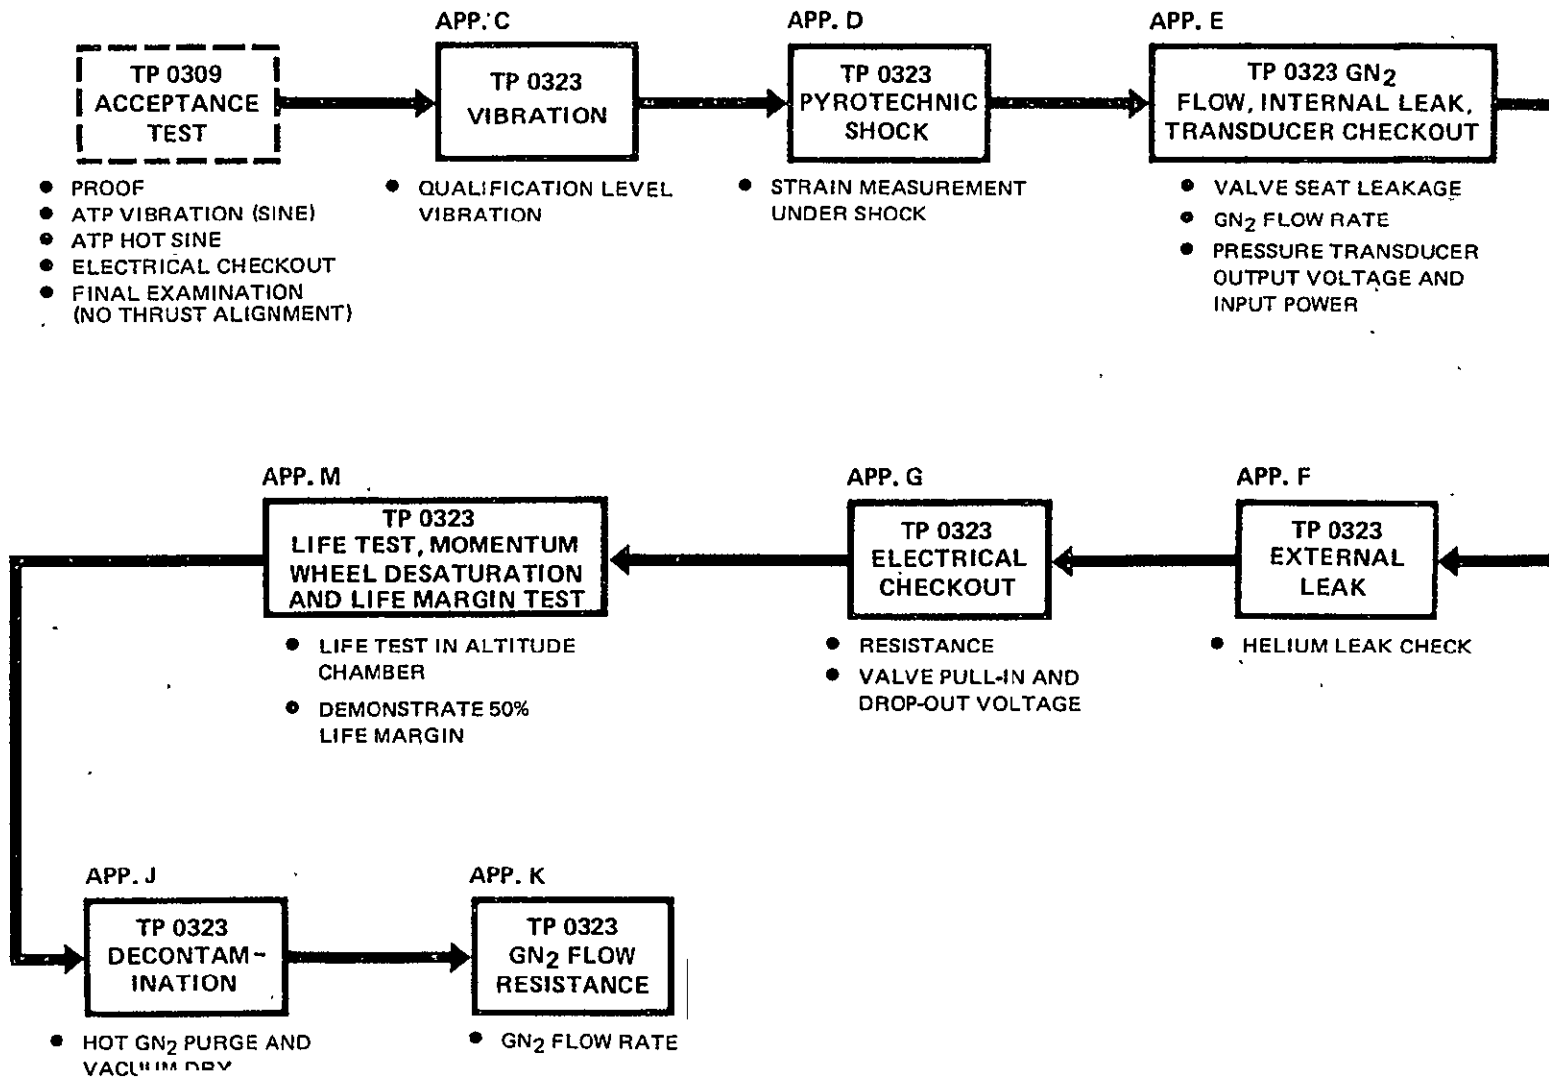 TP 0309
ACCEPTANCE
TEST
● PROOF
● ATP VIBRATION (SINE)
● ATP HOT SINE
● ELECTRICAL CHECKOUT
● FINAL EXAMINATION
(NO THRUST ALIGNMENT)
APP. C
TP 0323
VIBRATION
● QUALIFICATION LEVEL
VIBRATION
APP. D
TP 0323
PYROTECHNIC
SHOCK
● STRAIN MEASUREMENT
UNDER SHOCK
APP. E
TP 0323 GN₂
FLOW, INTERNAL LEAK,
TRANSDUCER CHECKOUT
● VALVE SEAT LEAKAGE
● GN₂ FLOW RATE
● PRESSURE TRANSDUCER
OUTPUT VOLTAGE AND
INPUT POWER
APP. F
TP 0323
EXTERNAL
LEAK
● HELIUM LEAK CHECK
APP. G
TP 0323
ELECTRICAL
CHECKOUT
● RESISTANCE
● VALVE PULL-IN AND
DROP-OUT VOLTAGE
APP. M
TP 0323
LIFE TEST, MOMENTUM
WHEEL DESATURATION
AND LIFE MARGIN TEST
● LIFE TEST IN ALTITUDE
CHAMBER
● DEMONSTRATE 50%
LIFE MARGIN
APP. J
TP 0323
DECONTAM-
INATION
● HOT GN₂ PURGE AND
VACUUM DRY
APP. K
TP 0323
GN₂ FLOW
RESISTANCE
● GN₂ FLOW RATE